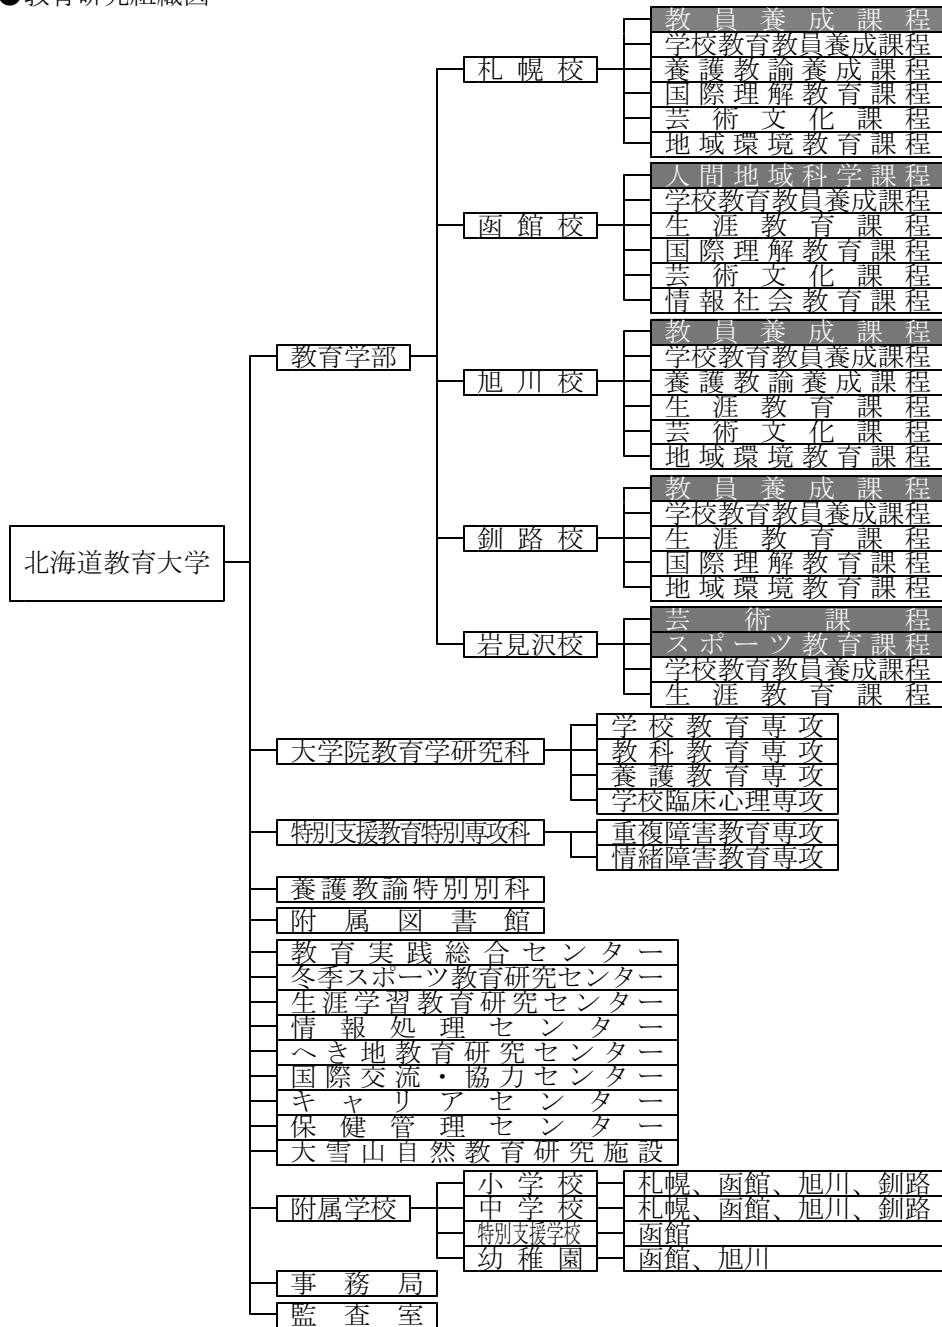 ●教育研究組織図
北海道教育大学
教育学部
札幌校
教員養成課程
学校教育教員養成課程
養護教諭養成課程
国際理解教育課程
芸術文化課程
地域環境教育課程
函館校
人間地域科学課程
学校教育教員養成課程
生涯教育課程
国際理解教育課程
芸術文化課程
情報社会教育課程
旭川校
教員養成課程
学校教育教員養成課程
養護教諭養成課程
生涯教育課程
芸術文化課程
地域環境教育課程
釧路校
教員養成課程
学校教育教員養成課程
生涯教育課程
国際理解教育課程
地域環境教育課程
岩見沢校
芸術課程
スポーツ教育課程
学校教育教員養成課程
生涯教育課程
大学院教育学研究科
学校教育専攻
教科教育専攻
養護教育専攻
学校臨床心理専攻
特別支援教育特別専攻科
重複障害教育専攻
情緒障害教育専攻
養護教諭特別別科
附属図書館
教育実践総合センター
冬季スポーツ教育研究センター
生涯学習教育研究センター
情報処理センター
へき地教育研究センター
国際交流・協力センター
キャリアセンター
保健管理センター
大雪山自然教育研究施設
附属学校
小学校
札幌、函館、旭川、釧路
中学校
札幌、函館、旭川、釧路
特別支援学校
函館
幼稚園
函館、旭川
事務局
監査室